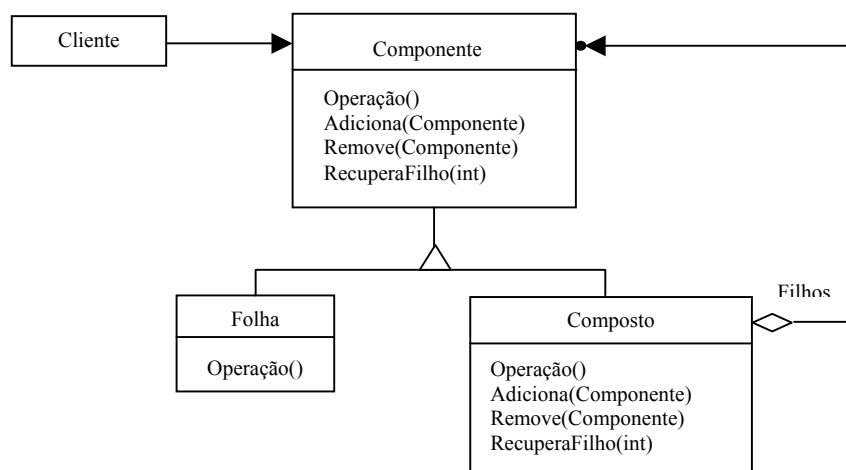 Cliente
Componente
Operação()
Adiciona(Componente)
Remove(Componente)
RecuperaFilho(int)
Folha
Operação()
Filhos
Composto
Operação()
Adiciona(Componente)
Remove(Componente)
RecuperaFilho(int)